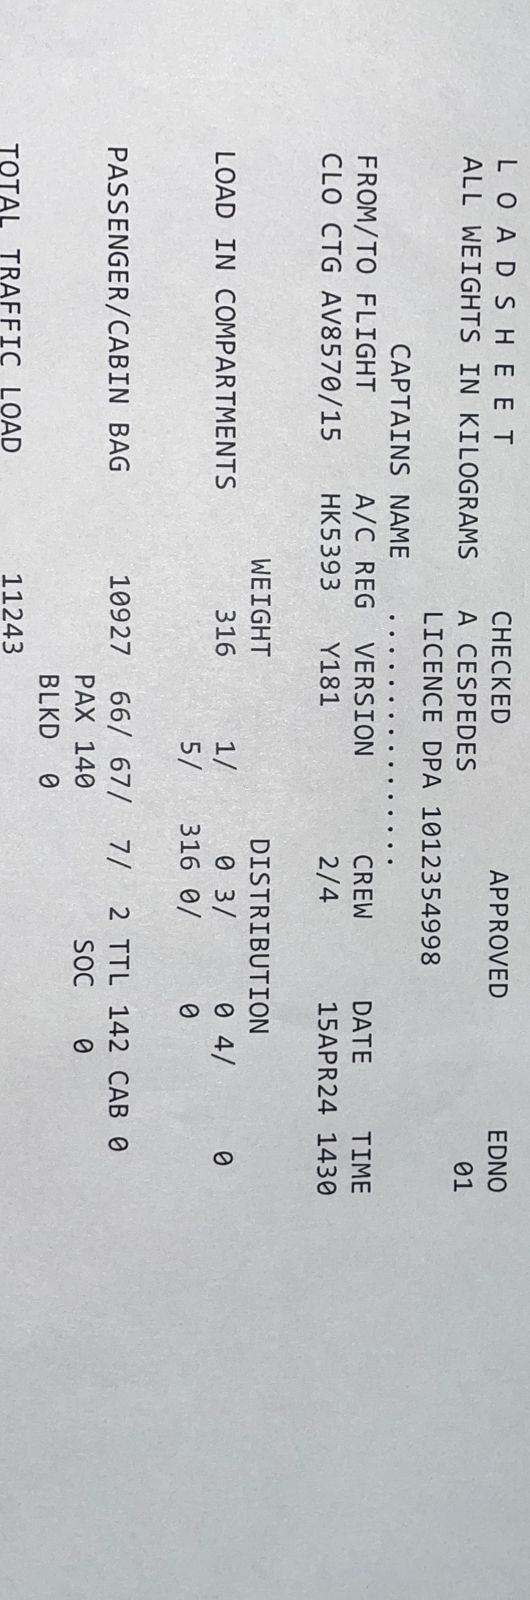 L O A D S H E E T CHECKED APPROVED EDNO
ALL WEIGHTS IN KILOGRAMS A CESPEDES 01
LICENCE DPA 1012354998
CAPTAINS NAME ................
FROM/TO FLIGHT A/C REG VERSION CREW DATE TIME
CLO CTG AV8570/15 HK5393 Y181 2/4 15APR24 1430
WEIGHT DISTRIBUTION
LOAD IN COMPARTMENTS 316 1/ 0 3/ 0 4/ 0
5/ 316 0/ 0
PASSENGER/CABIN BAG 10927 66/ 67/ 7/ 2 TTL 142 CAB 0
PAX 140 SOC 0
BLKD 0
TOTAL TRAFFIC LOAD 11243